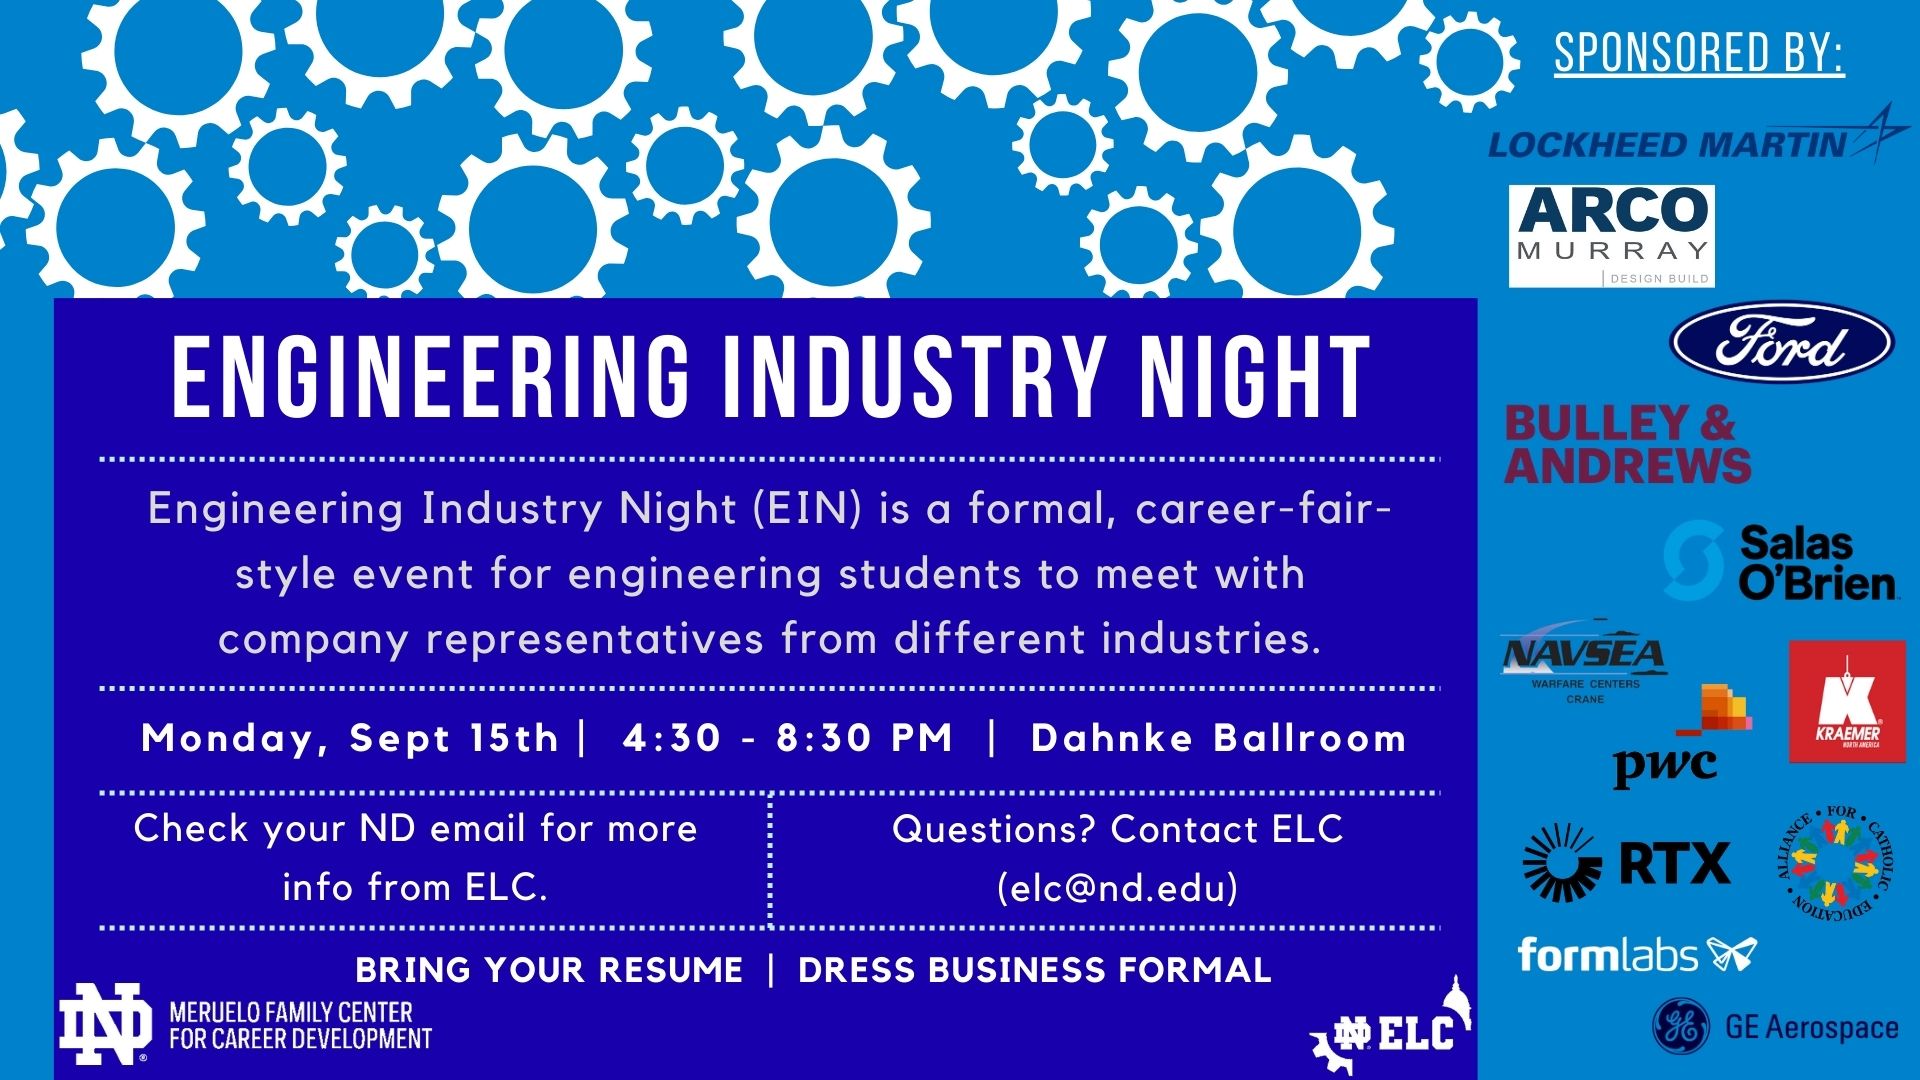 SPONSORED BY:
LOCKHEED MARTIN
ARCO
MURRAY
DESIGN BUILD
Ford
BULLEY &
ANDREWS
Salas
O'Brien
NAVSEA
WARFARE CENTERS
CRANE
K
KRAEMER
NORTH AMERICA
pwc
RTX
ALLIANCE • FOR • CATHOLIC • EDUCATION •
formlabs
GE Aerospace
ENGINEERING INDUSTRY NIGHT
Engineering Industry Night (EIN) is a formal, career-fair-
style event for engineering students to meet with
company representatives from different industries.
Monday, Sept 15th | 4:30 - 8:30 PM | Dahnke Ballroom
Check your ND email for more
info from ELC.
Questions? Contact ELC
(elc@nd.edu)
BRING YOUR RESUME | DRESS BUSINESS FORMAL
ND
MERUELO FAMILY CENTER
FOR CAREER DEVELOPMENT
ND ELC